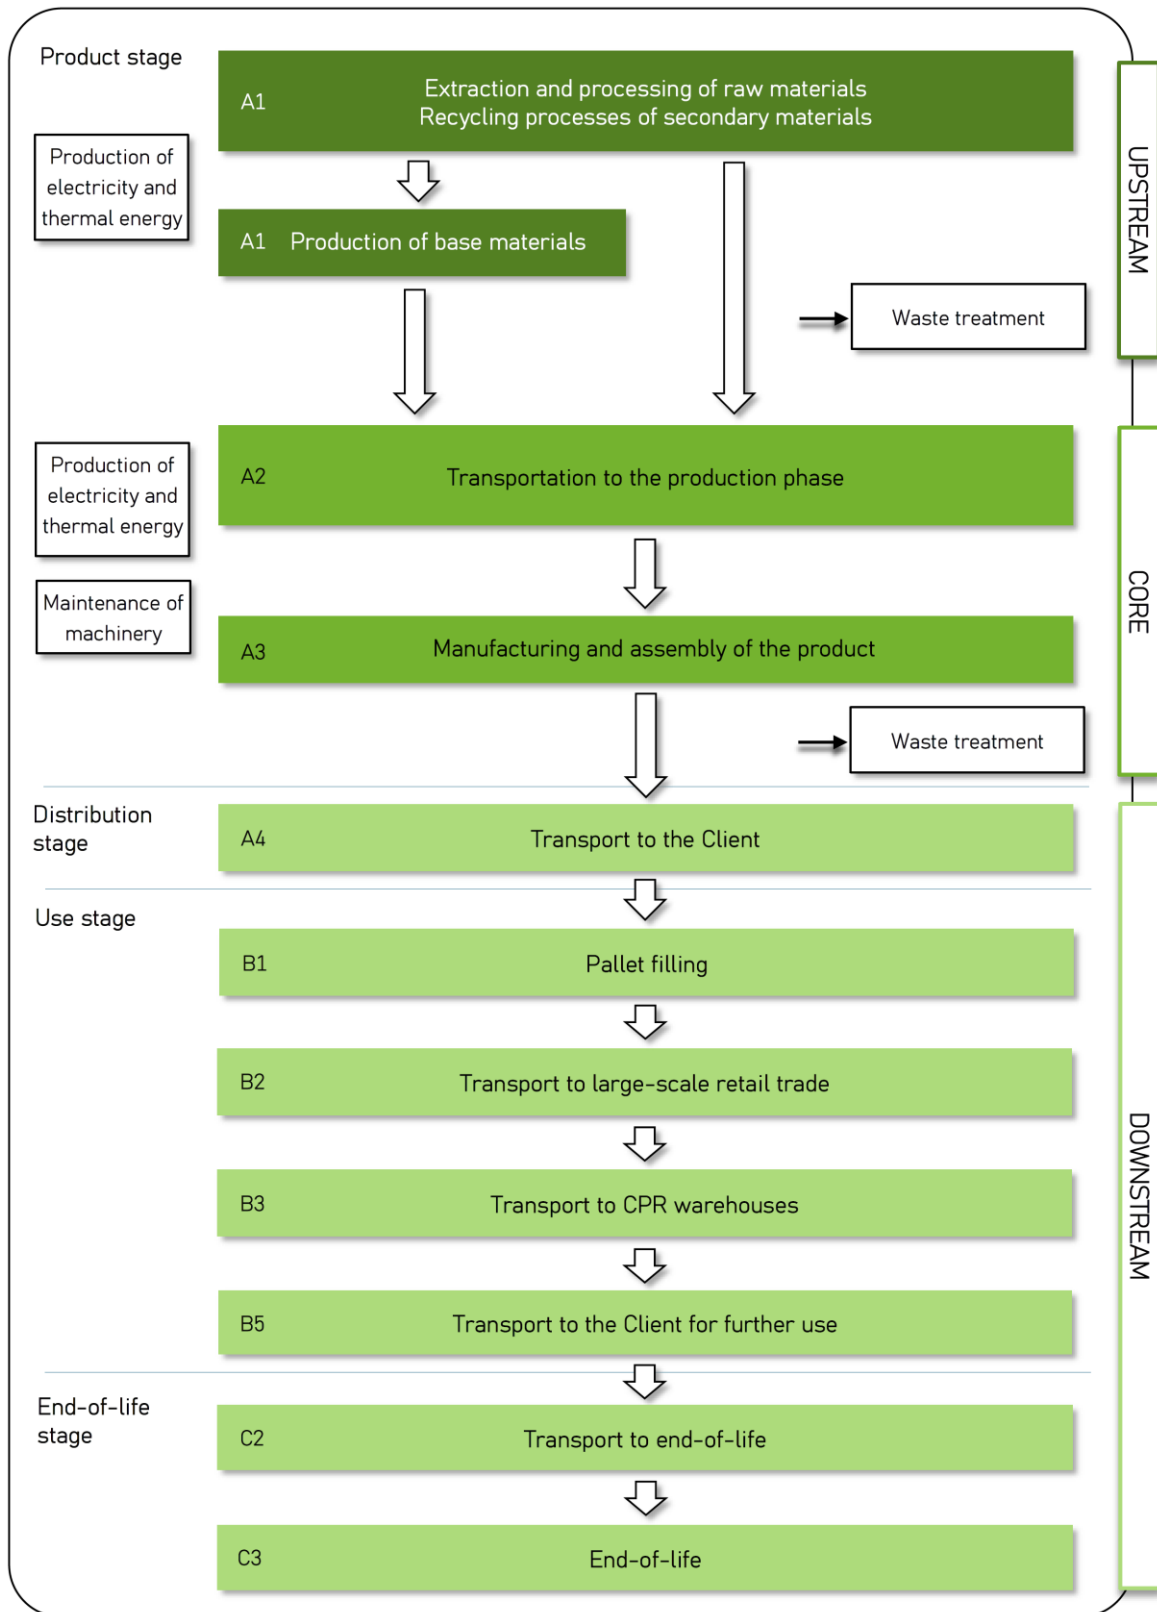 Product stage
A1
Extraction and processing of raw materials
Recycling processes of secondary materials
Production of
electricity and
thermal energy
A1 Production of base materials
Waste treatment
UPSTREAM
A2
Transportation to the production phase
Production of
electricity and
thermal energy
Maintenance of
machinery
A3
Manufacturing and assembly of the product
Waste treatment
CORE
Distribution
stage
A4
Transport to the Client
Use stage
B1
Pallet filling
B2
Transport to large-scale retail trade
B3
Transport to CPR warehouses
B5
Transport to the Client for further use
End-of-life
stage
C2
Transport to end-of-life
C3
End-of-life
DOWNSTREAM